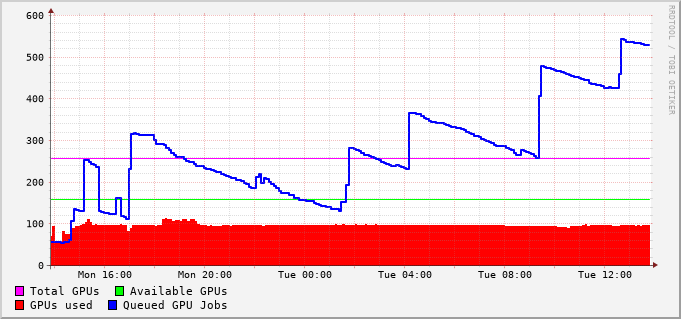 RRDTOOL / TOBI OETIKER
600
500
400
300
200
100
0
Mon 16:00 Mon 20:00 Tue 00:00 Tue 04:00 Tue 08:00 Tue 12:00
Total GPUs Available GPUs
GPUs used Queued GPU Jobs